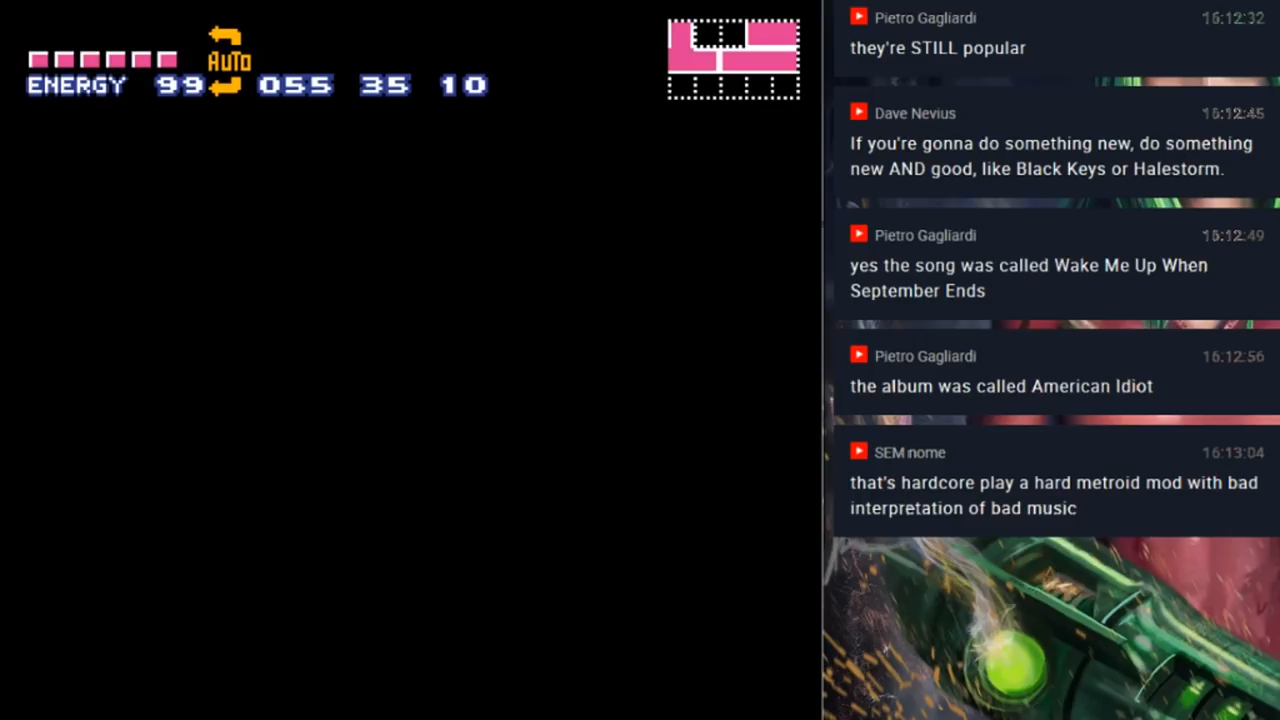 AUTO
ENERGY 99 055 35 10
Pietro Gagliardi 16:12:32
they're STILL popular
Dave Nevius 16:12:45
If you're gonna do something new, do something
new AND good, like Black Keys or Halestorm.
Pietro Gagliardi 16:12:49
yes the song was called Wake Me Up When
September Ends
Pietro Gagliardi 16:12:56
the album was called American Idiot
SEM nome 16:13:04
that's hardcore play a hard metroid mod with bad
interpretation of bad music